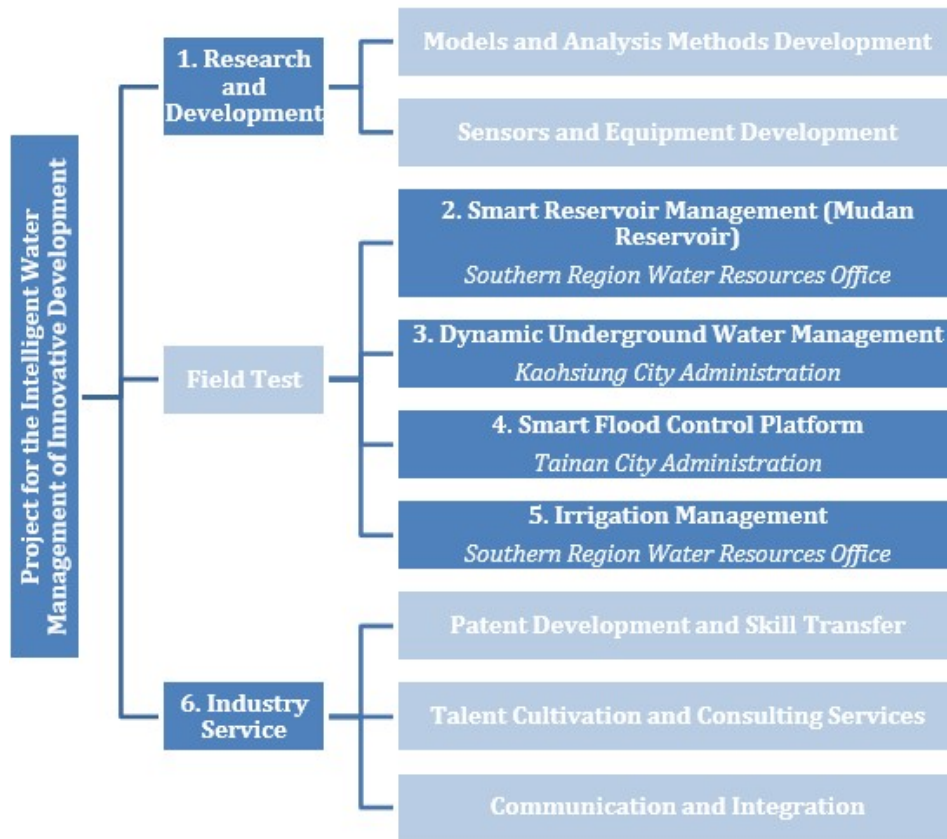 Project for the Intelligent Water
Management of Innovative Development
1. Research
and
Development
Models and Analysis Methods Development
Sensors and Equipment Development
Field Test
2. Smart Reservoir Management (Mudan
Reservoir)
Southern Region Water Resources Office
3. Dynamic Underground Water Management
Kaohsiung City Administration
4. Smart Flood Control Platform
Tainan City Administration
5. Irrigation Management
Southern Region Water Resources Office
6. Industry
Service
Patent Development and Skill Transfer
Talent Cultivation and Consulting Services
Communication and Integration